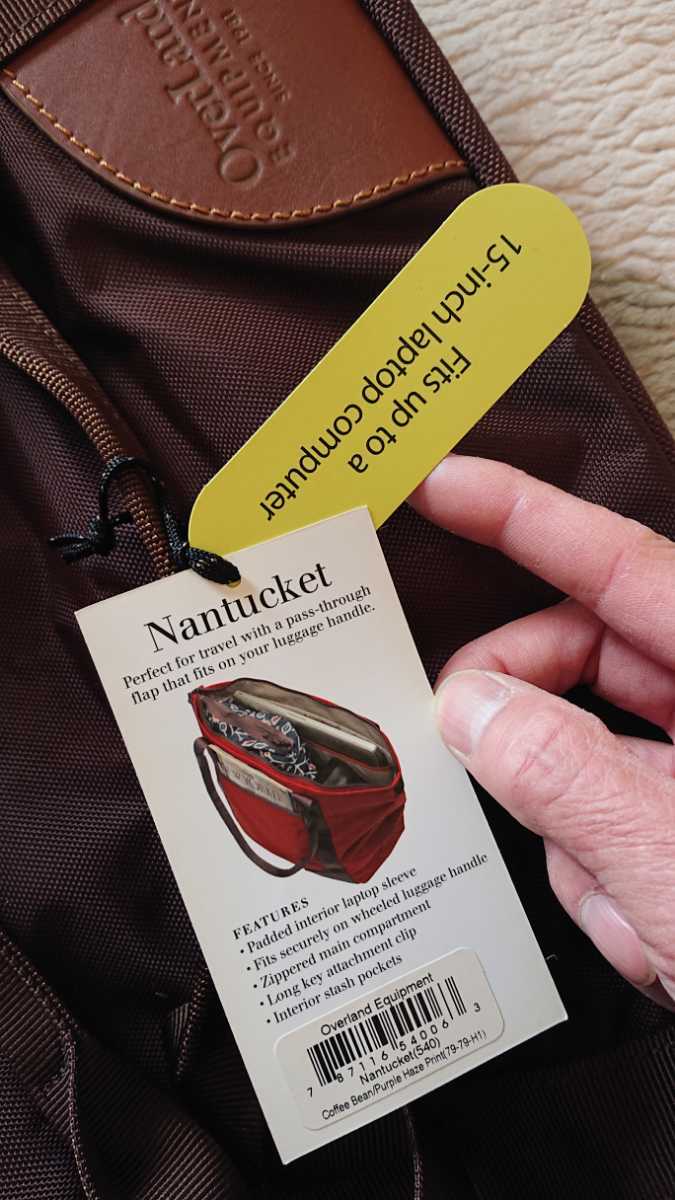 OverLand
EQUIPMENT
SINCE 1981
Fits up to a
15-inch laptop computer
Nantucket
Perfect for travel with a pass-through
flap that fits on your luggage handle.
FEATURES
• Padded interior laptop sleeve
• Fits securely on wheeled luggage handle
• Zippered main compartment
• Long key attachment clip
• Interior stash pockets
Overland Equipment
7 87116 54006 3
Nantucket(540)
Coffee Bean/Purple Haze Print(79-79-H1)